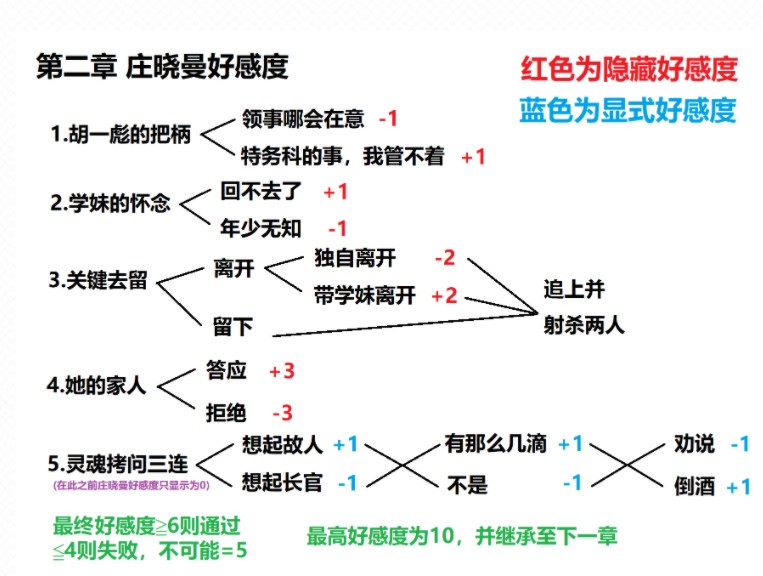 第二章 庄晓曼好感度
红色为隐藏好感度
蓝色为显式好感度
1.胡一彪的把柄
领事哪会在意 -1
特务科的事，我管不着 +1
2.学妹的怀念
回不去了 +1
年少无知 -1
3.关键去留
离开
独自离开 -2
带学妹离开 +2
留下
追上并
射杀两人
4.她的家人
答应 +3
拒绝 -3
5.灵魂拷问三连
(在此之前庄晓曼好感度只显示为0)
想起故人 +1
想起长官 -1
有那么几滴 +1
不是 -1
劝说 -1
倒酒 +1
最终好感度≧6则通过
≦4则失败，不可能=5
最高好感度为10，并继承至下一章